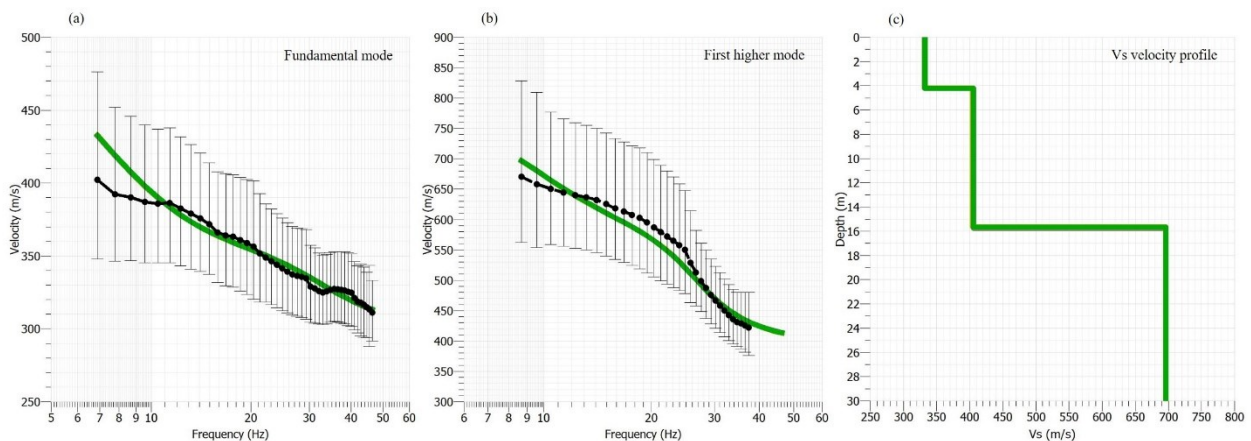 (a)
Fundamental mode
500
450
400
350
300
250
Velocity (m/s)
5 6 7 8 9 10 20 30 40 50 60
Frequency (Hz)
(b)
First higher mode
900
850
800
750
700
650
600
550
500
450
400
350
300
Velocity (m/s)
6 7 8 9 10 20 30 40 50 60
Frequency (Hz)
(c)
Vs velocity profile
0
2
4
6
8
10
12
14
16
18
20
22
24
26
28
30
Depth (m)
250 300 350 400 450 500 550 600 650 700 750 800
Vs (m/s)